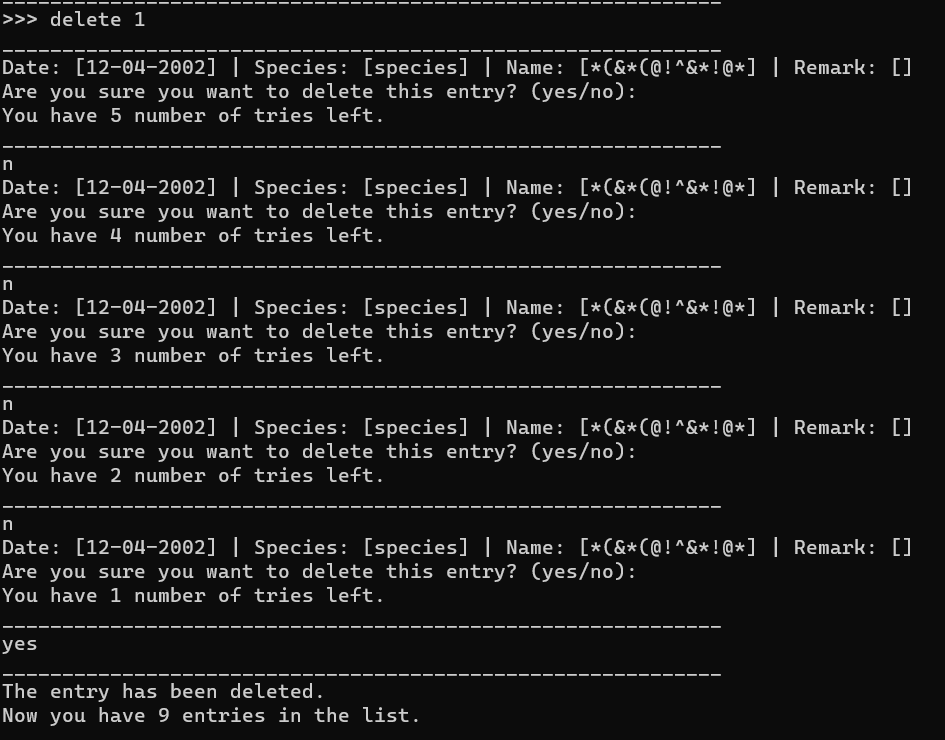 ____________________________________________________________
>>> delete 1
____________________________________________________________
Date: [12-04-2002] | Species: [species] | Name: [*(&*(@!^&*!@*] | Remark: []
Are you sure you want to delete this entry? (yes/no):
You have 5 number of tries left.
____________________________________________________________
n
Date: [12-04-2002] | Species: [species] | Name: [*(&*(@!^&*!@*] | Remark: []
Are you sure you want to delete this entry? (yes/no):
You have 4 number of tries left.
____________________________________________________________
n
Date: [12-04-2002] | Species: [species] | Name: [*(&*(@!^&*!@*] | Remark: []
Are you sure you want to delete this entry? (yes/no):
You have 3 number of tries left.
____________________________________________________________
n
Date: [12-04-2002] | Species: [species] | Name: [*(&*(@!^&*!@*] | Remark: []
Are you sure you want to delete this entry? (yes/no):
You have 2 number of tries left.
____________________________________________________________
n
Date: [12-04-2002] | Species: [species] | Name: [*(&*(@!^&*!@*] | Remark: []
Are you sure you want to delete this entry? (yes/no):
You have 1 number of tries left.
____________________________________________________________
yes
____________________________________________________________
The entry has been deleted.
Now you have 9 entries in the list.